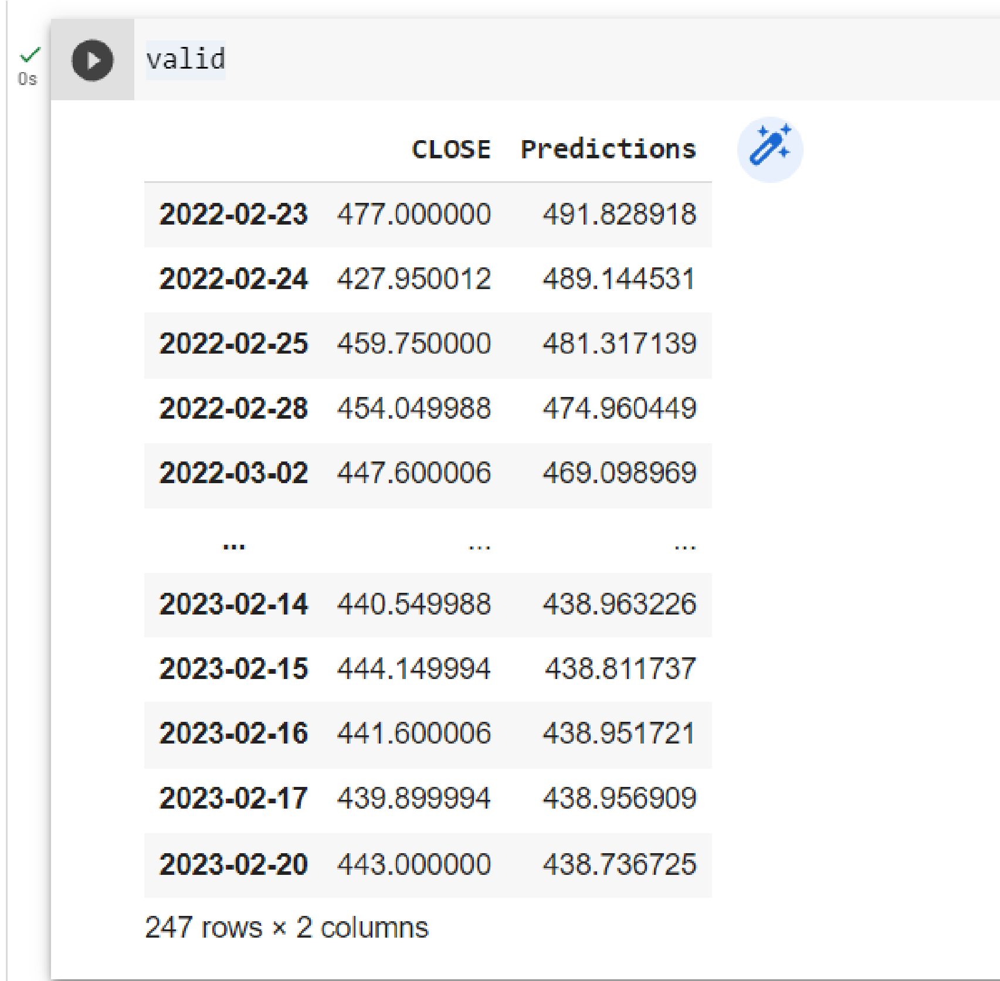 valid
0s
CLOSE Predictions
2022-02-23 477.000000 491.828918
2022-02-24 427.950012 489.144531
2022-02-25 459.750000 481.317139
2022-02-28 454.049988 474.960449
2022-03-02 447.600006 469.098969
... ... ...
2023-02-14 440.549988 438.963226
2023-02-15 444.149994 438.811737
2023-02-16 441.600006 438.951721
2023-02-17 439.899994 438.956909
2023-02-20 443.000000 438.736725
247 rows × 2 columns